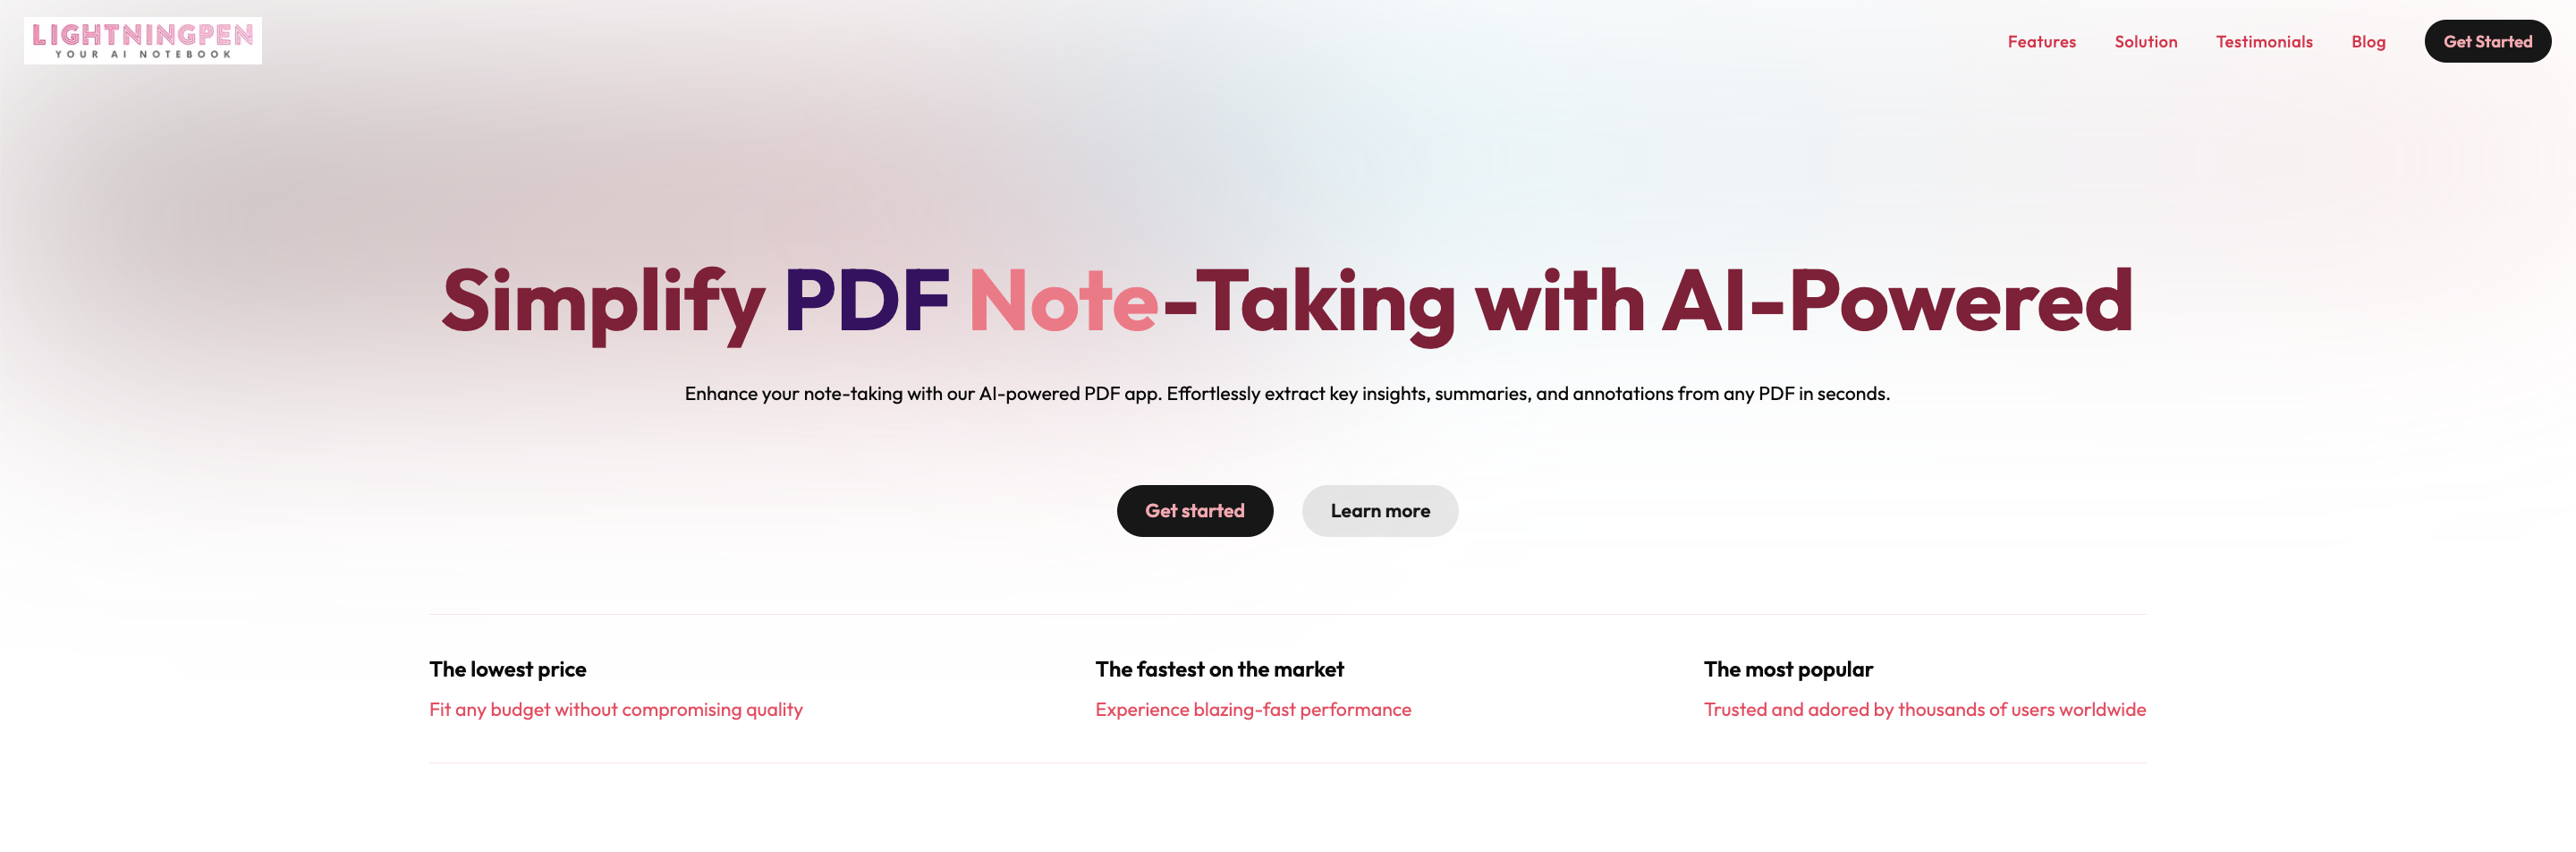 LIGHTNINGPEN
YOUR AI NOTEBOOK
Features Solution Testimonials Blog Get Started
Simplify PDF Note-Taking with AI-Powered
Enhance your note-taking with our AI-powered PDF app. Effortlessly extract key insights, summaries, and annotations from any PDF in seconds.
Get started Learn more
The lowest price
Fit any budget without compromising quality
The fastest on the market
Experience blazing-fast performance
The most popular
Trusted and adored by thousands of users worldwide